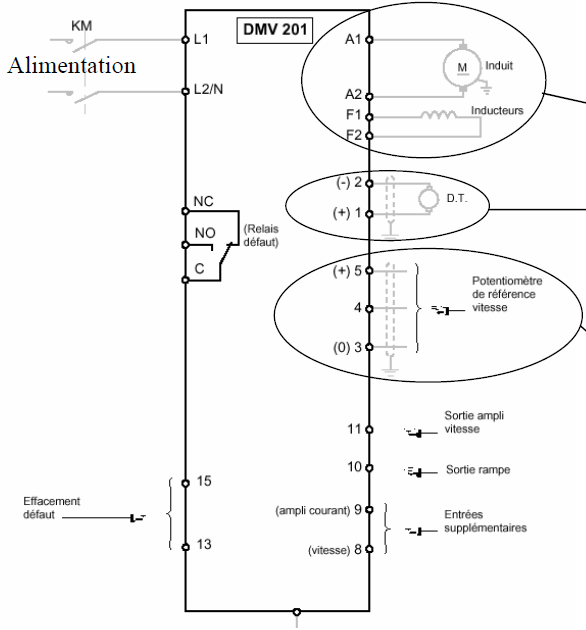 KM
DMV 201
L1
Alimentation
L2/N
A1
M
Induit
A2
F1
Inducteurs
F2
(-) 2
(+) 1
D.T.
NC
NO
(Relais
défaut)
C
(+) 5
4
(0) 3
Potentiomètre
de référence
vitesse
11
Sortie ampli
vitesse
10
Sortie rampe
15
Effacement
défaut
13
(ampli courant) 9
(vitesse) 8
Entrées
supplémentaires